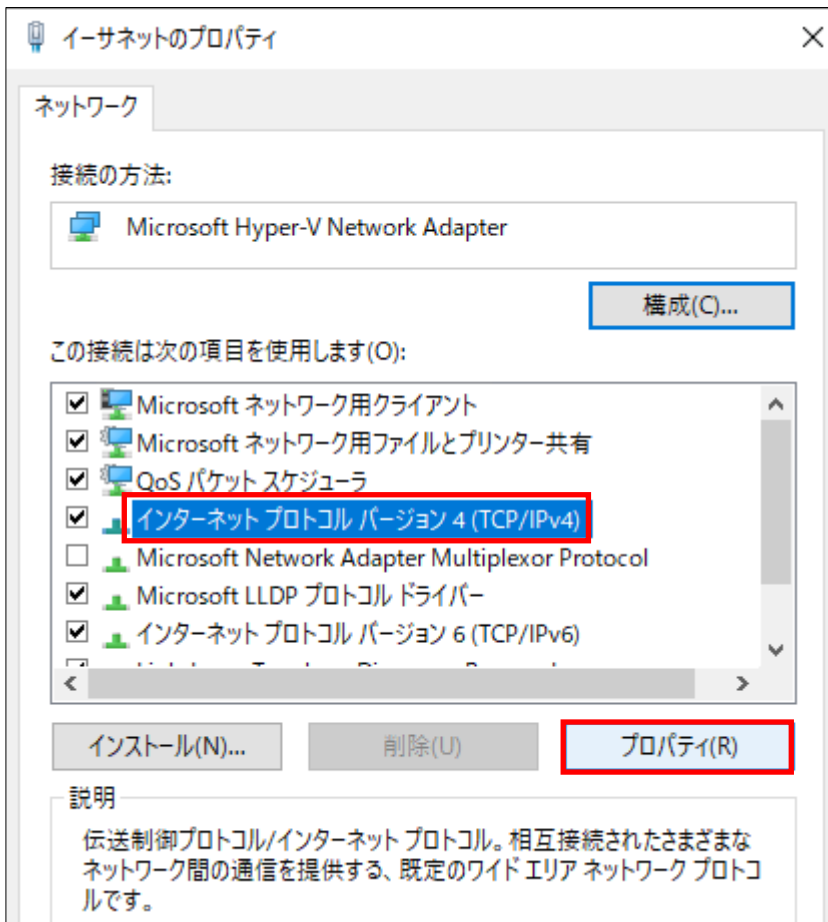 イーサネットのプロパティ
ネットワーク
接続の方法:
Microsoft Hyper-V Network Adapter
構成(C)...
この接続は次の項目を使用します(O):
Microsoft ネットワーク用クライアント
Microsoft ネットワーク用ファイルとプリンター共有
QoS パケット スケジューラ
インターネット プロトコル バージョン 4 (TCP/IPv4)
Microsoft Network Adapter Multiplexor Protocol
Microsoft LLDP プロトコル ドライバー
インターネット プロトコル バージョン 6 (TCP/IPv6)
インストール(N)...
削除(U)
プロパティ(R)
説明
伝送制御プロトコル/インターネット プロトコル。相互接続されたさまざまな
ネットワーク間の通信を提供する、既定のワイド エリア ネットワーク プロトコ
ルです。